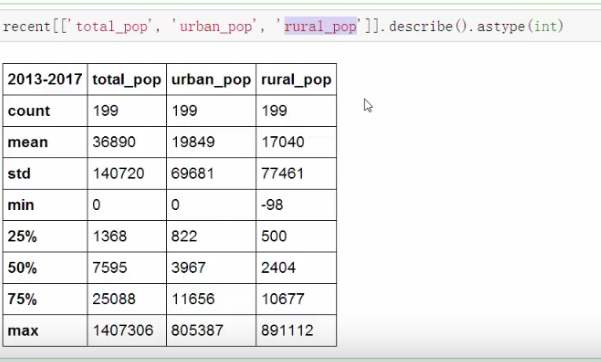 recent[['total_pop', 'urban_pop', 'rural_pop']].describe().astype(int)
2013-2017 total_pop urban_pop rural_pop
count 199 199 199
mean 36890 19849 17040
std 140720 69681 77461
min 0 0 -98
25% 1368 822 500
50% 7595 3967 2404
75% 25088 11656 10677
max 1407306 805387 891112